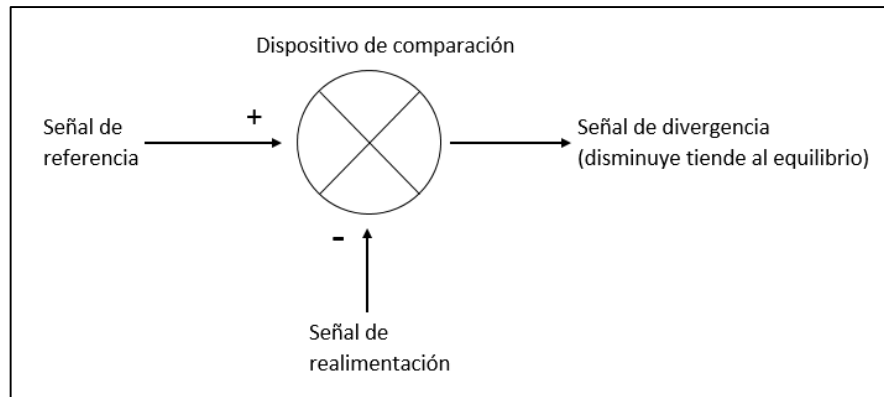 Dispositivo de comparación
+
Señal de
referencia
Señal de divergencia
(disminuye tiende al equilibrio)
-
Señal de
realimentación